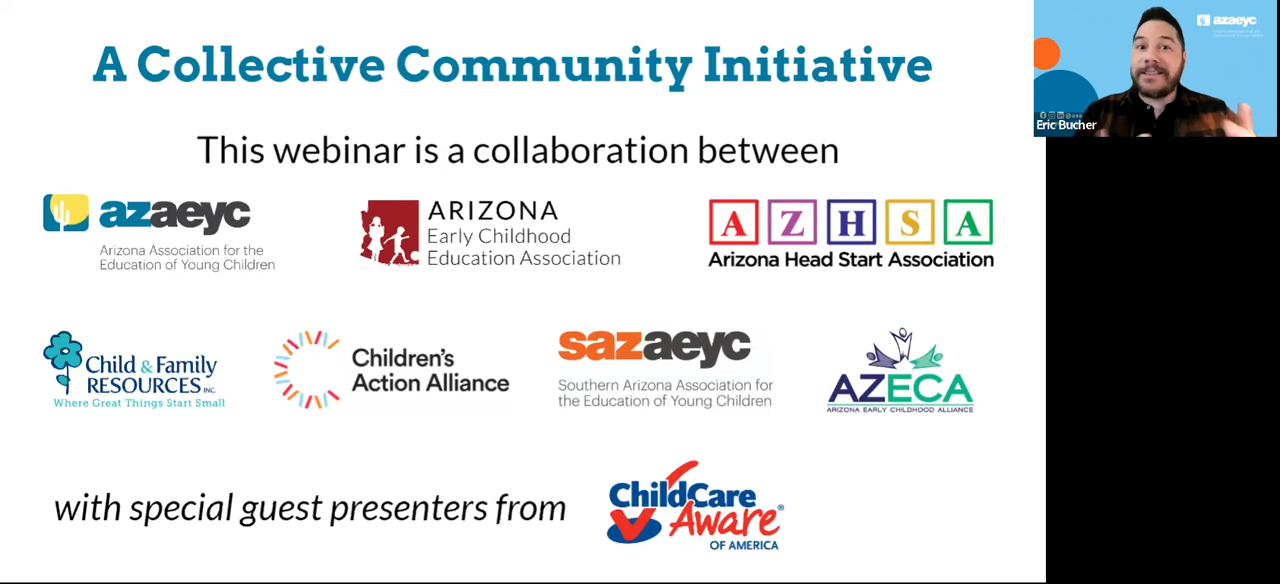 A Collective Community Initiative
This webinar is a collaboration between
azaeyc
Arizona Association for the
Education of Young Children
ARIZONA
Early Childhood
Education Association
A Z H S A
Arizona Head Start Association
Child & Family
RESOURCES INC.
Where Great Things Start Small
Children's
Action Alliance
sazaeyc
Southern Arizona Association for
the Education of Young Children
AZECA
ARIZONA EARLY CHILDHOOD ALLIANCE
with special guest presenters from
ChildCare
Aware®
OF AMERICA
azaeyc
Eric Bucher